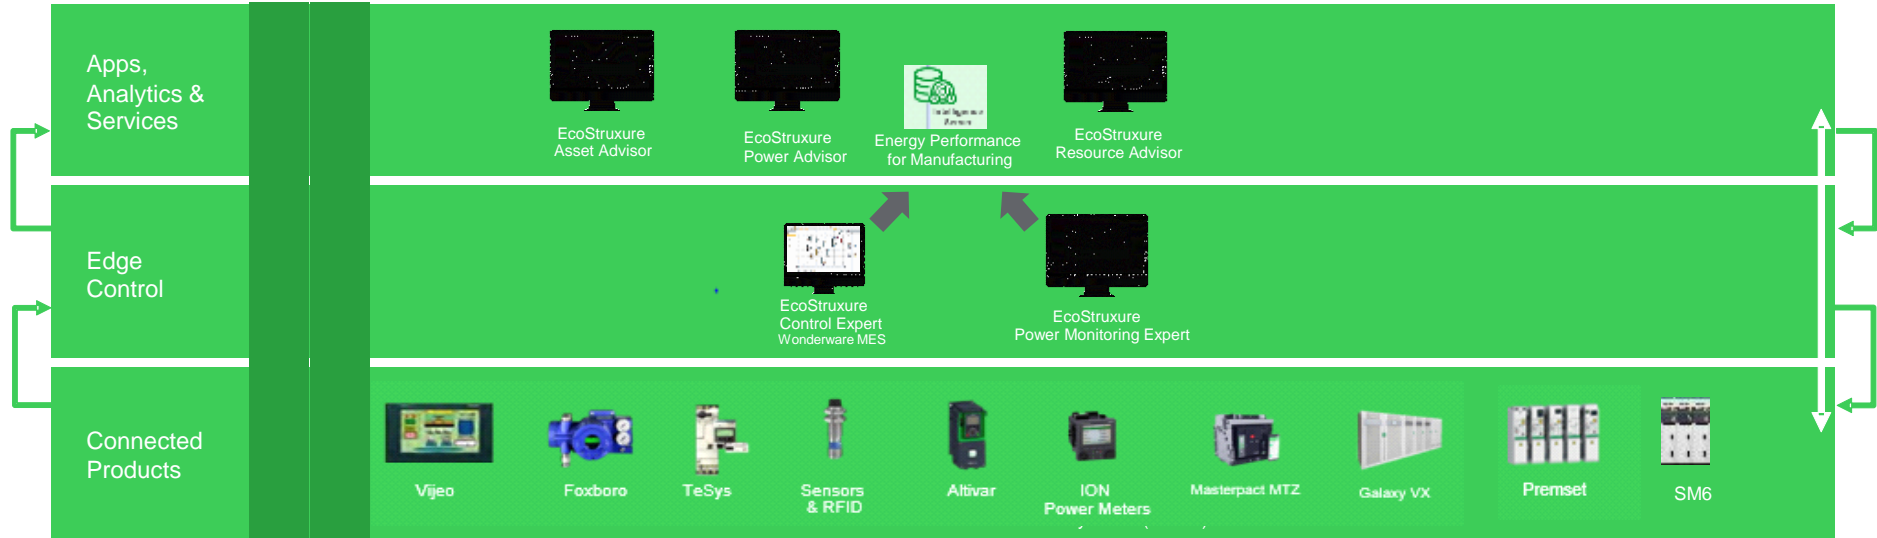 Apps,
Analytics &
Services
EcoStruxure
Asset Advisor
EcoStruxure
Power Advisor
Intelligence
Server
Energy Performance
for Manufacturing
EcoStruxure
Resource Advisor
Edge
Control
EcoStruxure
Control Expert
Wonderware MES
EcoStruxure
Power Monitoring Expert
Connected
Products
Vijeo
Foxboro
TeSys
Sensors
& RFID
Altivar
ION
Power Meters
Masterpact MTZ
Galaxy VX
Premset
SM6